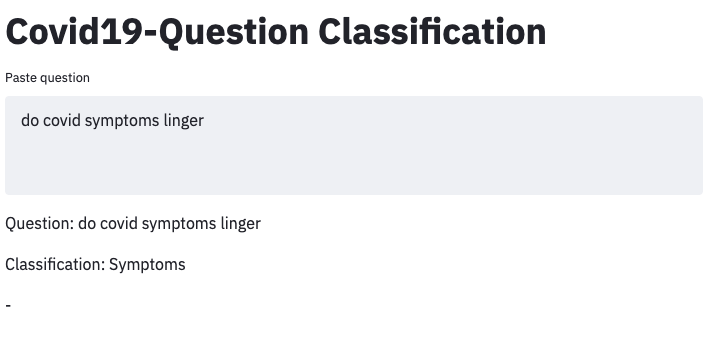 Covid19-Question Classification
Paste question
do covid symptoms linger
Question: do covid symptoms linger
Classification: Symptoms
-